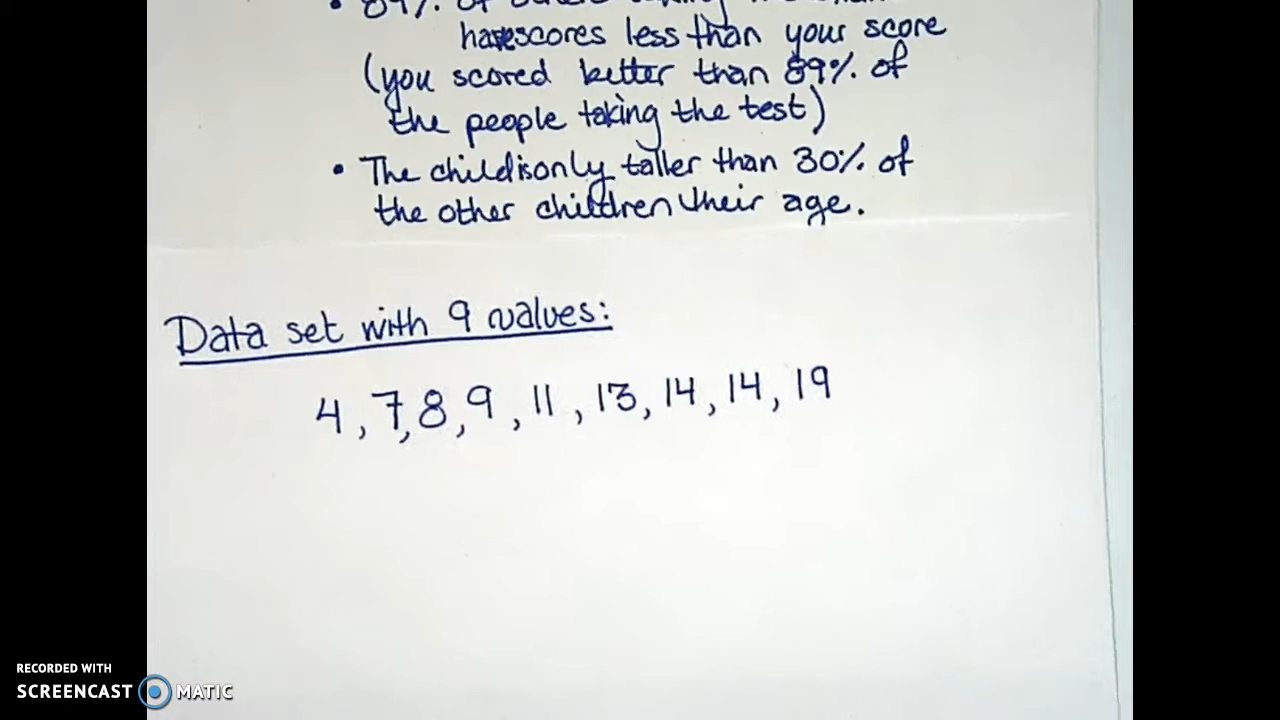 have scores less than your score
(you scored better than 89% of
the people taking the test)
• The child is only taller than 30% of
the other children their age.
Data set with 9 values:
4, 7, 8, 9, 11, 13, 14, 14, 19
RECORDED WITH
SCREENCAST MATIC